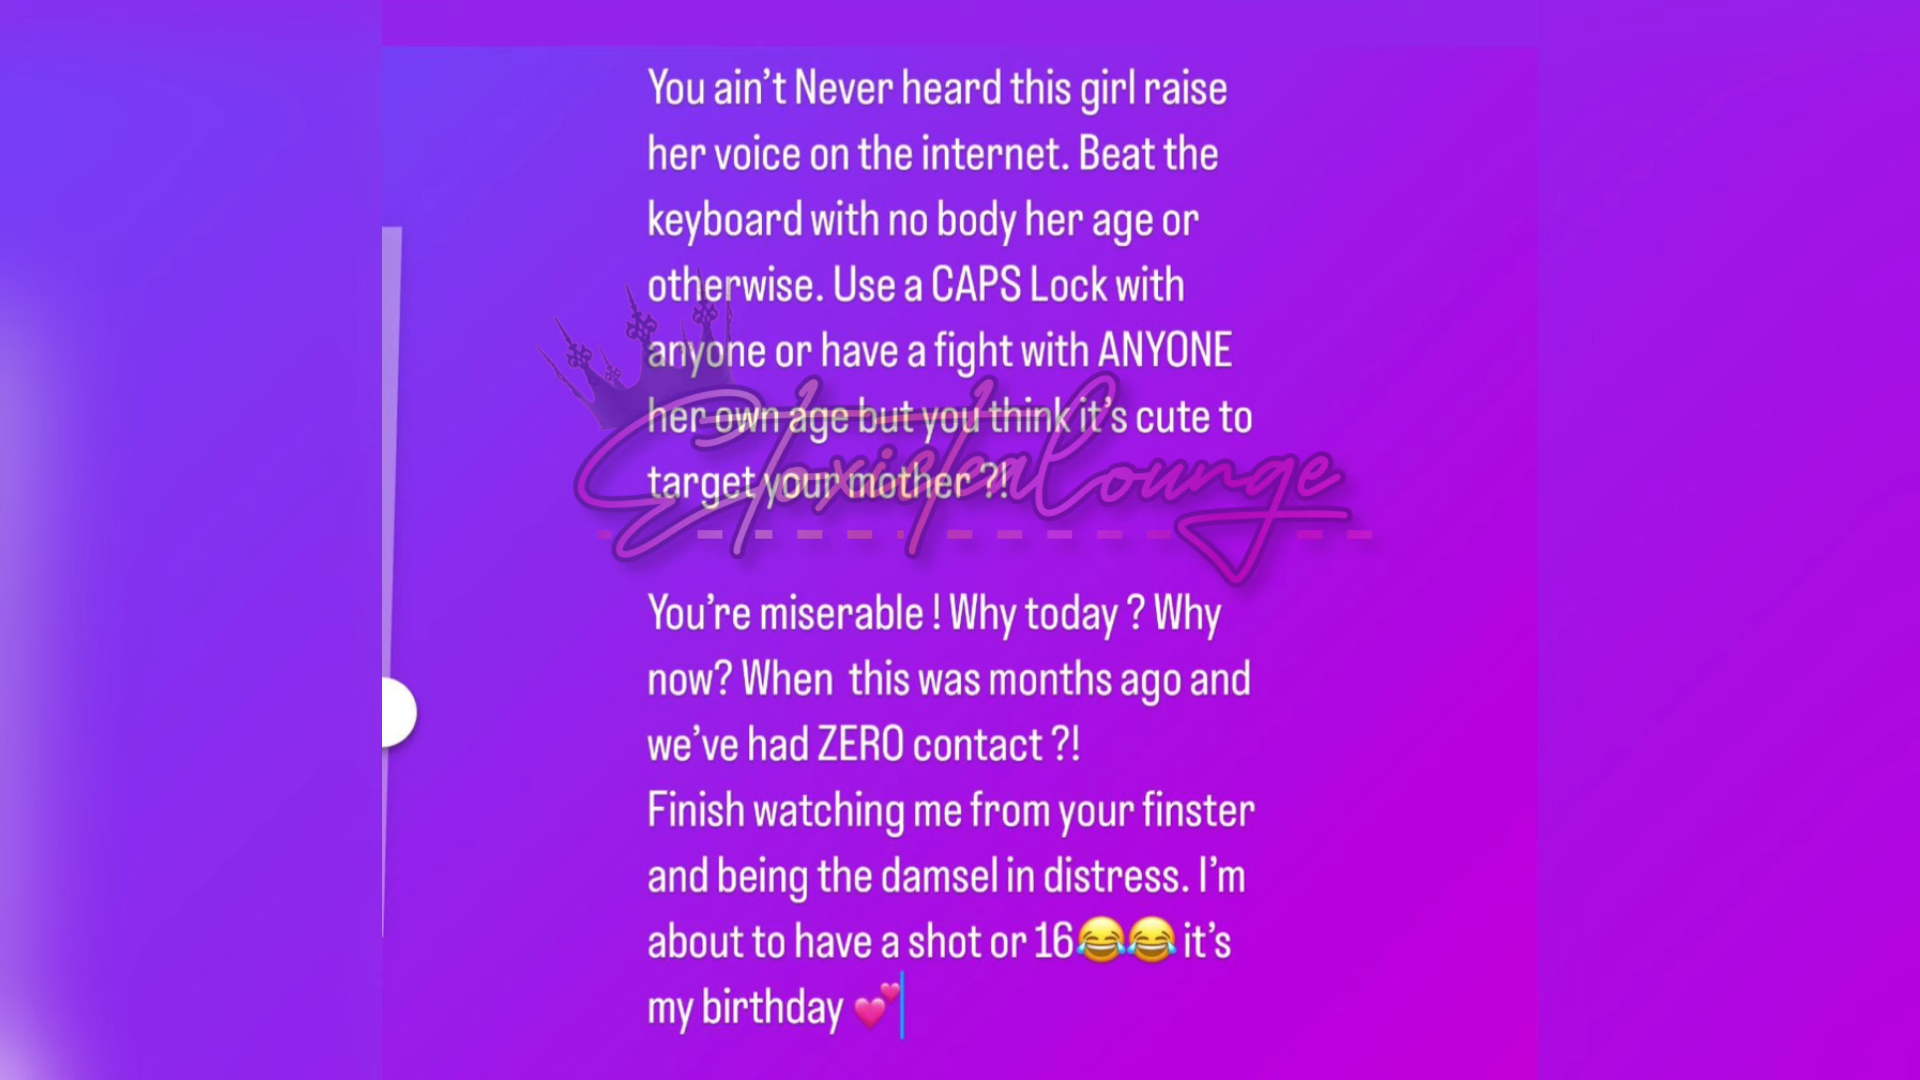 You ain't Never heard this girl raise
her voice on the internet. Beat the
keyboard with no body her age or
otherwise. Use a CAPS Lock with
anyone or have a fight with ANYONE
her own age but you think it's cute to
target your mother ?!
EtoxicteaLounge
You're miserable ! Why today ? Why
now? When  this was months ago and
we've had ZERO contact ?!
Finish watching me from your finster
and being the damsel in distress. I'm
about to have a shot or 16😂😂 it's
my birthday 💕